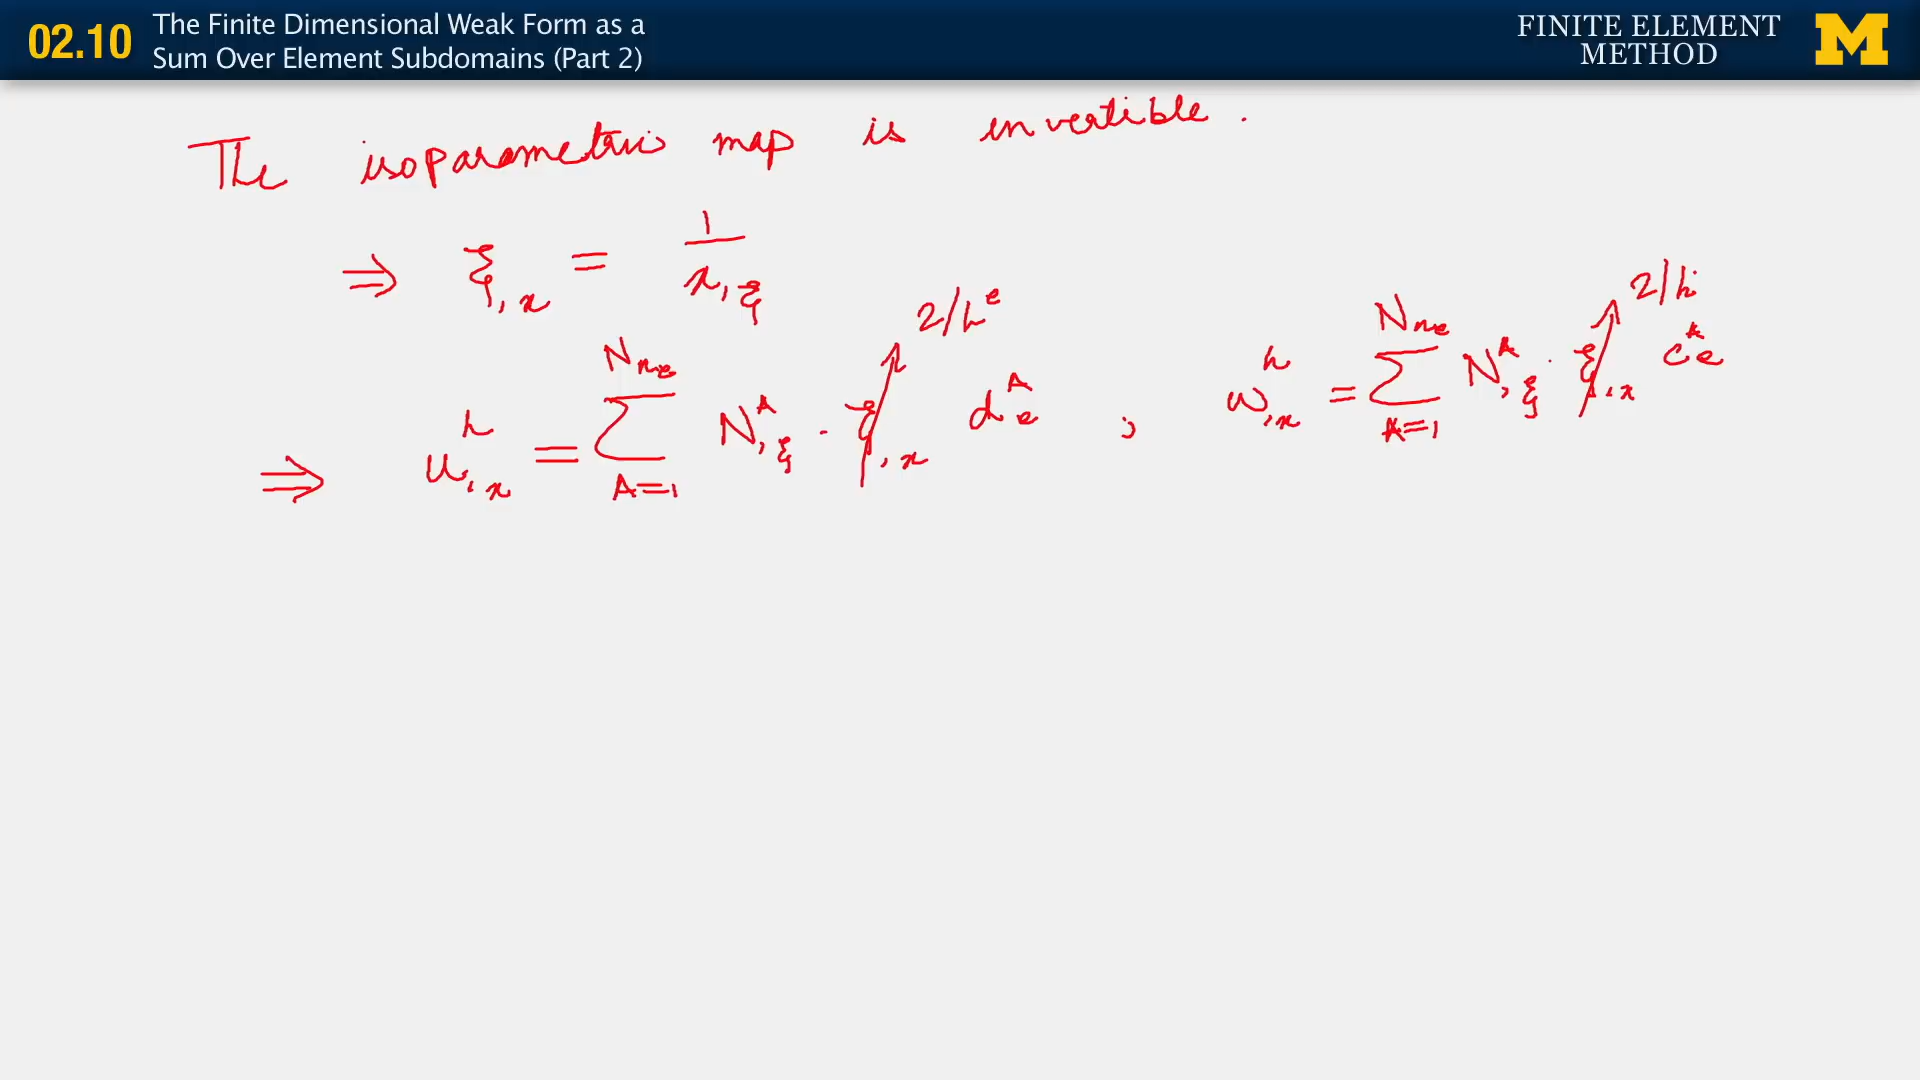 02.10
The Finite Dimensional Weak Form as a
Sum Over Element Subdomains (Part 2)
FINITE ELEMENT
METHOD
M
The isoparametric map is invertible.
⇒ ξ,x = 1 / x,ξ
⇒ u^h,x = Σ_{A=1}^{Nne} N^A,ξ · ξ,x 2/h^e d^A_e ; w^h,x = Σ_{A=1}^{Nne} N^A,ξ · ξ,x 2/h c^A_e